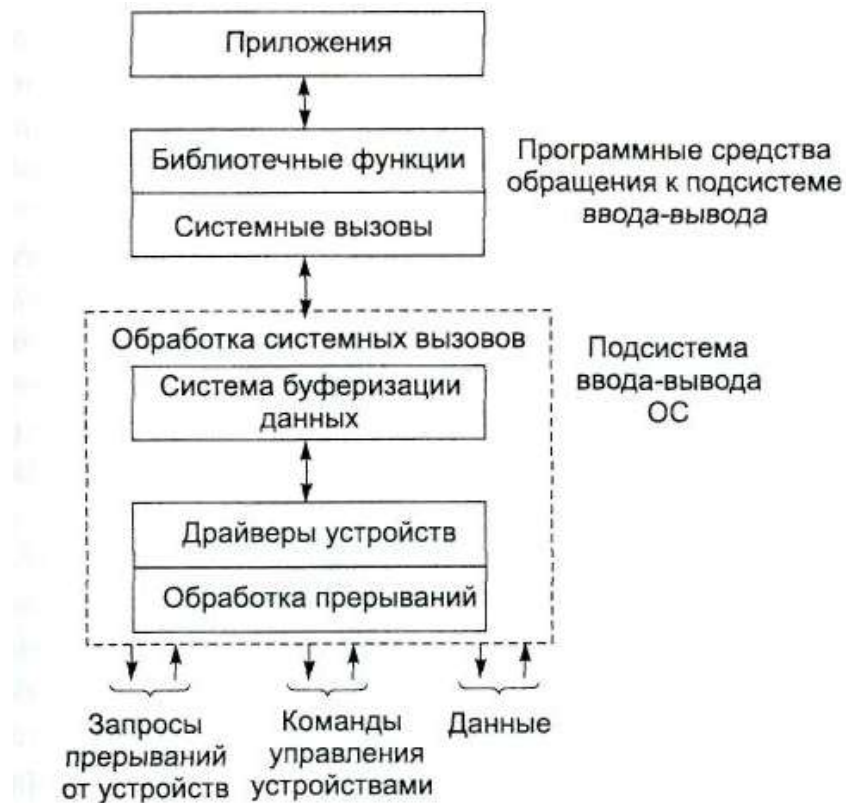 Приложения
Библиотечные функции
Системные вызовы
Программные средства
обращения к подсистеме
ввода-вывода
Обработка системных вызовов
Система буферизации
данных
Драйверы устройств
Обработка прерываний
Подсистема
ввода-вывода
ОС
Запросы
прерываний
от устройств
Команды
управления
устройствами
Данные